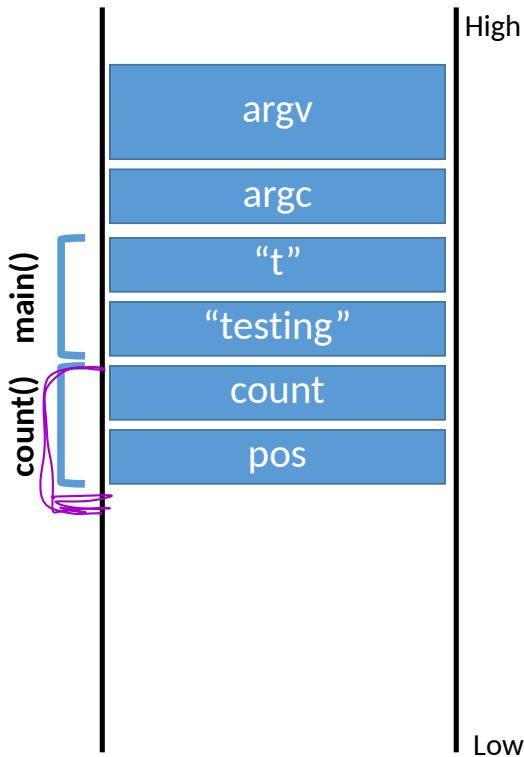 High
argv
argc
main()
“t”
“testing”
count()
count
pos
Low